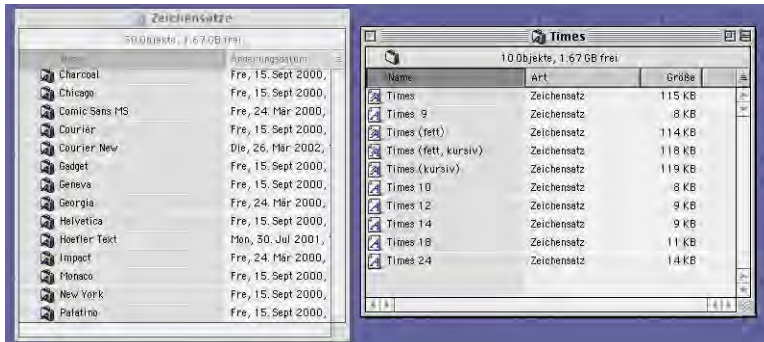 Zeichensätze
50 Objekte, 1.67 GB frei
Name Änderungsdatum
Charcoal Fre, 15. Sept 2000,
Chicago Fre, 15. Sept 2000,
Comic Sans MS Fre, 24. Mär 2000,
Courier Fre, 15. Sept 2000,
Courier New Die, 26. Mär 2002,
Gadget Fre, 15. Sept 2000,
Geneva Fre, 15. Sept 2000,
Georgia Fre, 24. Mär 2000,
Helvetica Fre, 15. Sept 2000,
Hoefler Text Mon, 30. Jul 2001,
Impact Fre, 24. Mär 2000,
Monaco Fre, 15. Sept 2000,
New York Fre, 15. Sept 2000,
Palatino Fre, 15. Sept 2000,
Times
10 Objekte, 1.67 GB frei
Name Art Größe
Times Zeichensatz 115 KB
Times 9 Zeichensatz 8 KB
Times (fett) Zeichensatz 114 KB
Times (fett, kursiv) Zeichensatz 118 KB
Times (kursiv) Zeichensatz 119 KB
Times 10 Zeichensatz 8 KB
Times 12 Zeichensatz 9 KB
Times 14 Zeichensatz 9 KB
Times 18 Zeichensatz 11 KB
Times 24 Zeichensatz 14 KB